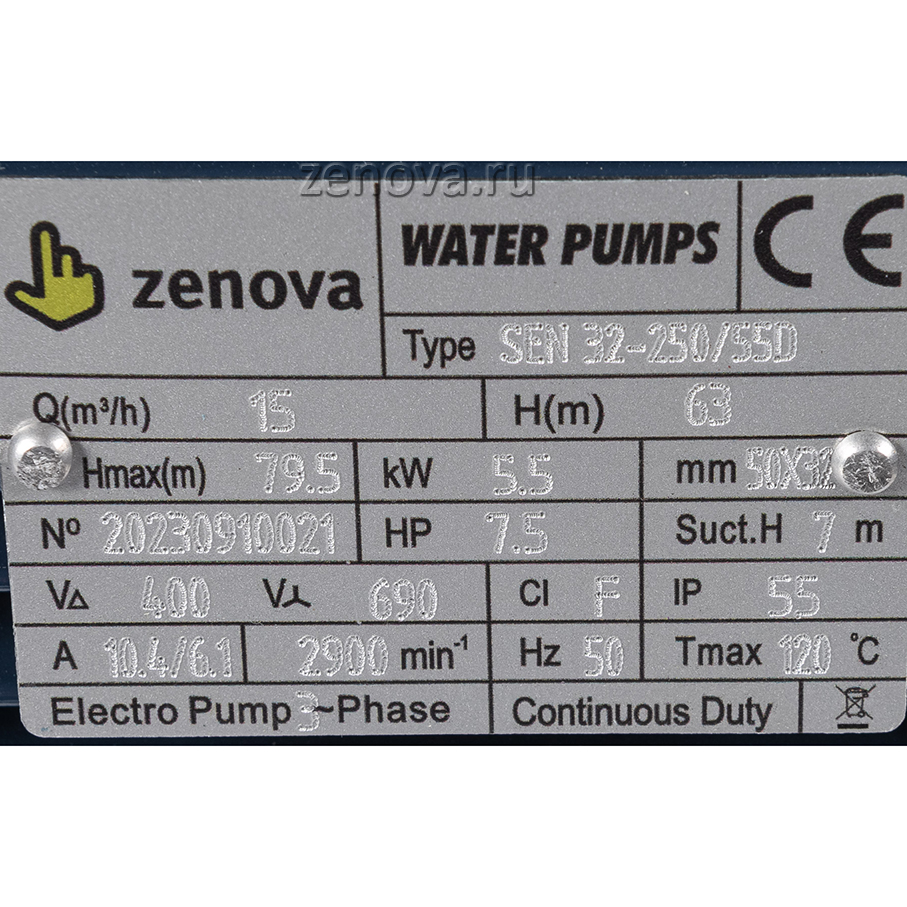 zenova.ru
zenova
WATER PUMPS
CE
Type SEN 32-250/55D
Q(m³/h) 15 H(m) 63
Hmax(m) 79.5 kW 5.5 mm 50X32
Nº 20230910021 HP 7.5 Suct.H 7 m
V△ 400 V⅄ 690 Cl F IP 55
A 10.4/6.1 2900 min⁻¹ Hz 50 Tmax 120 °C
Electro Pump 3~Phase Continuous Duty